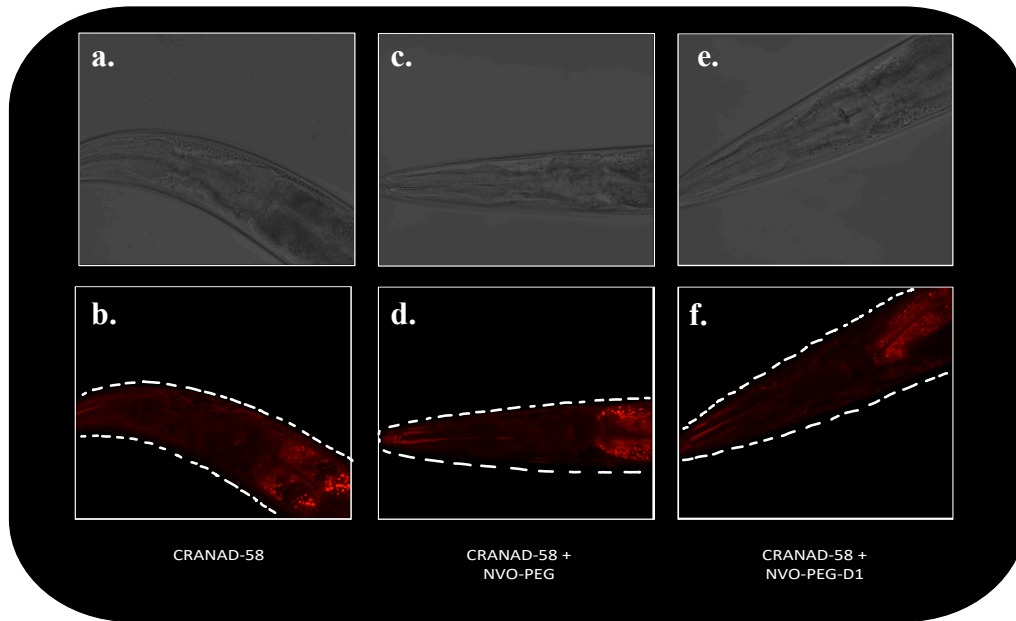 a.
c.
e.
b.
d.
f.
CRANAD-58
CRANAD-58 +
NVO-PEG
CRANAD-58 +
NVO-PEG-D1